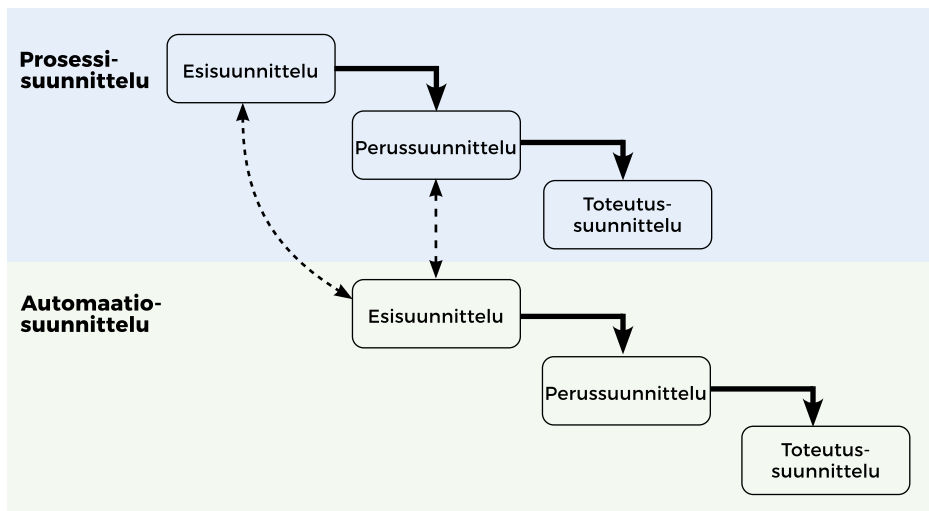 Prosessi-
suunnittelu
Esisuunnittelu
Perussuunnittelu
Toteutus-
suunnittelu
Automaatio-
suunnittelu
Esisuunnittelu
Perussuunnittelu
Toteutus-
suunnittelu